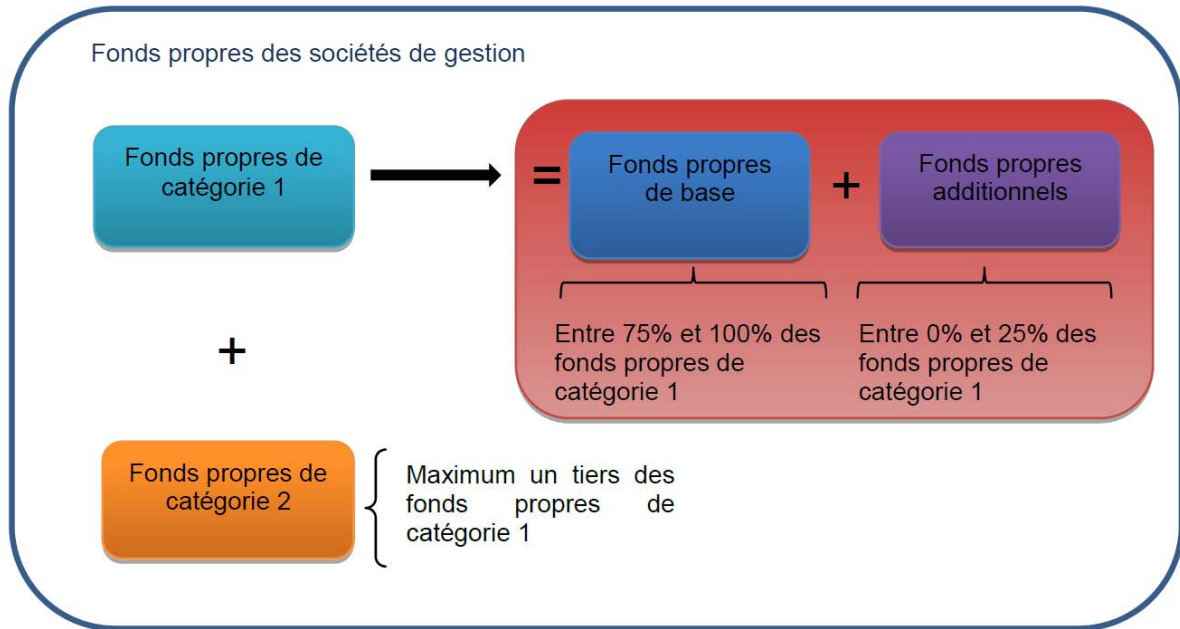 Fonds propres des sociétés de gestion
Fonds propres de
catégorie 1
=
Fonds propres
de base
+
Fonds propres
additionnels
Entre 75% et 100% des
fonds propres de
catégorie 1
Entre 0% et 25% des
fonds propres de
catégorie 1
+
Fonds propres de
catégorie 2
Maximum un tiers des
fonds propres de
catégorie 1